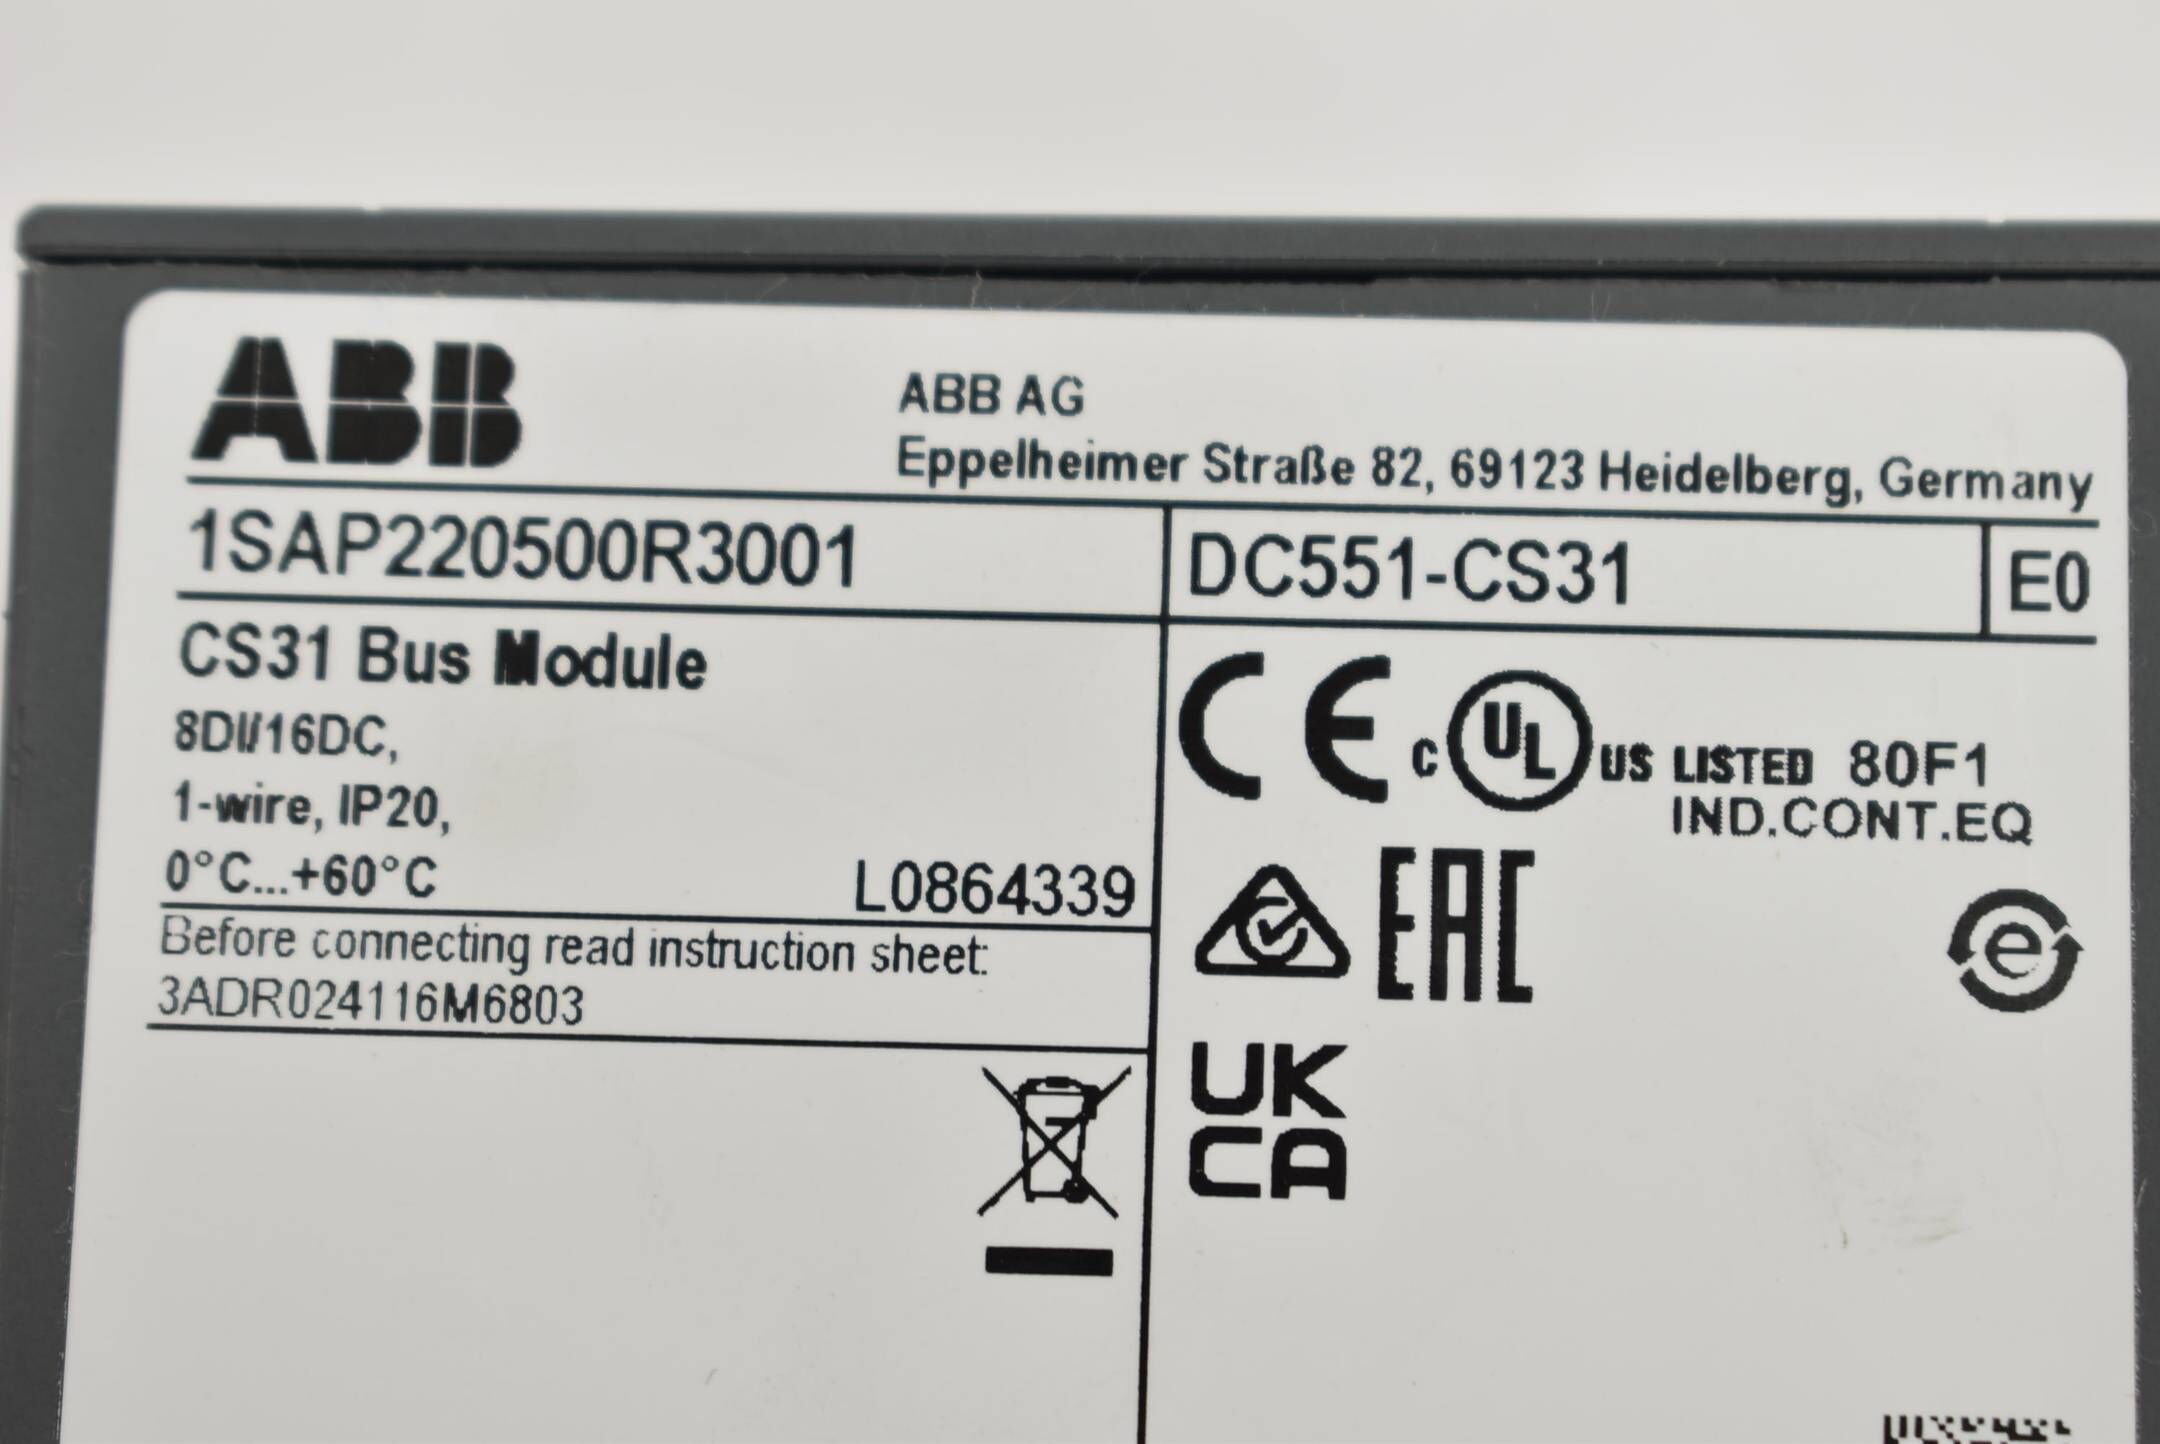 ABB
ABB AG
Eppelheimer Straße 82, 69123 Heidelberg, Germany
1SAP220500R3001
DC551-CS31
E0
CS31 Bus Module
8DI/16DC,
1-wire, IP20,
0°C...+60°C
L0864339
Before connecting read instruction sheet:
3ADR024116M6803
CE
c UL US LISTED 80F1
IND.CONT.EQ
EAC
e
UK
CA